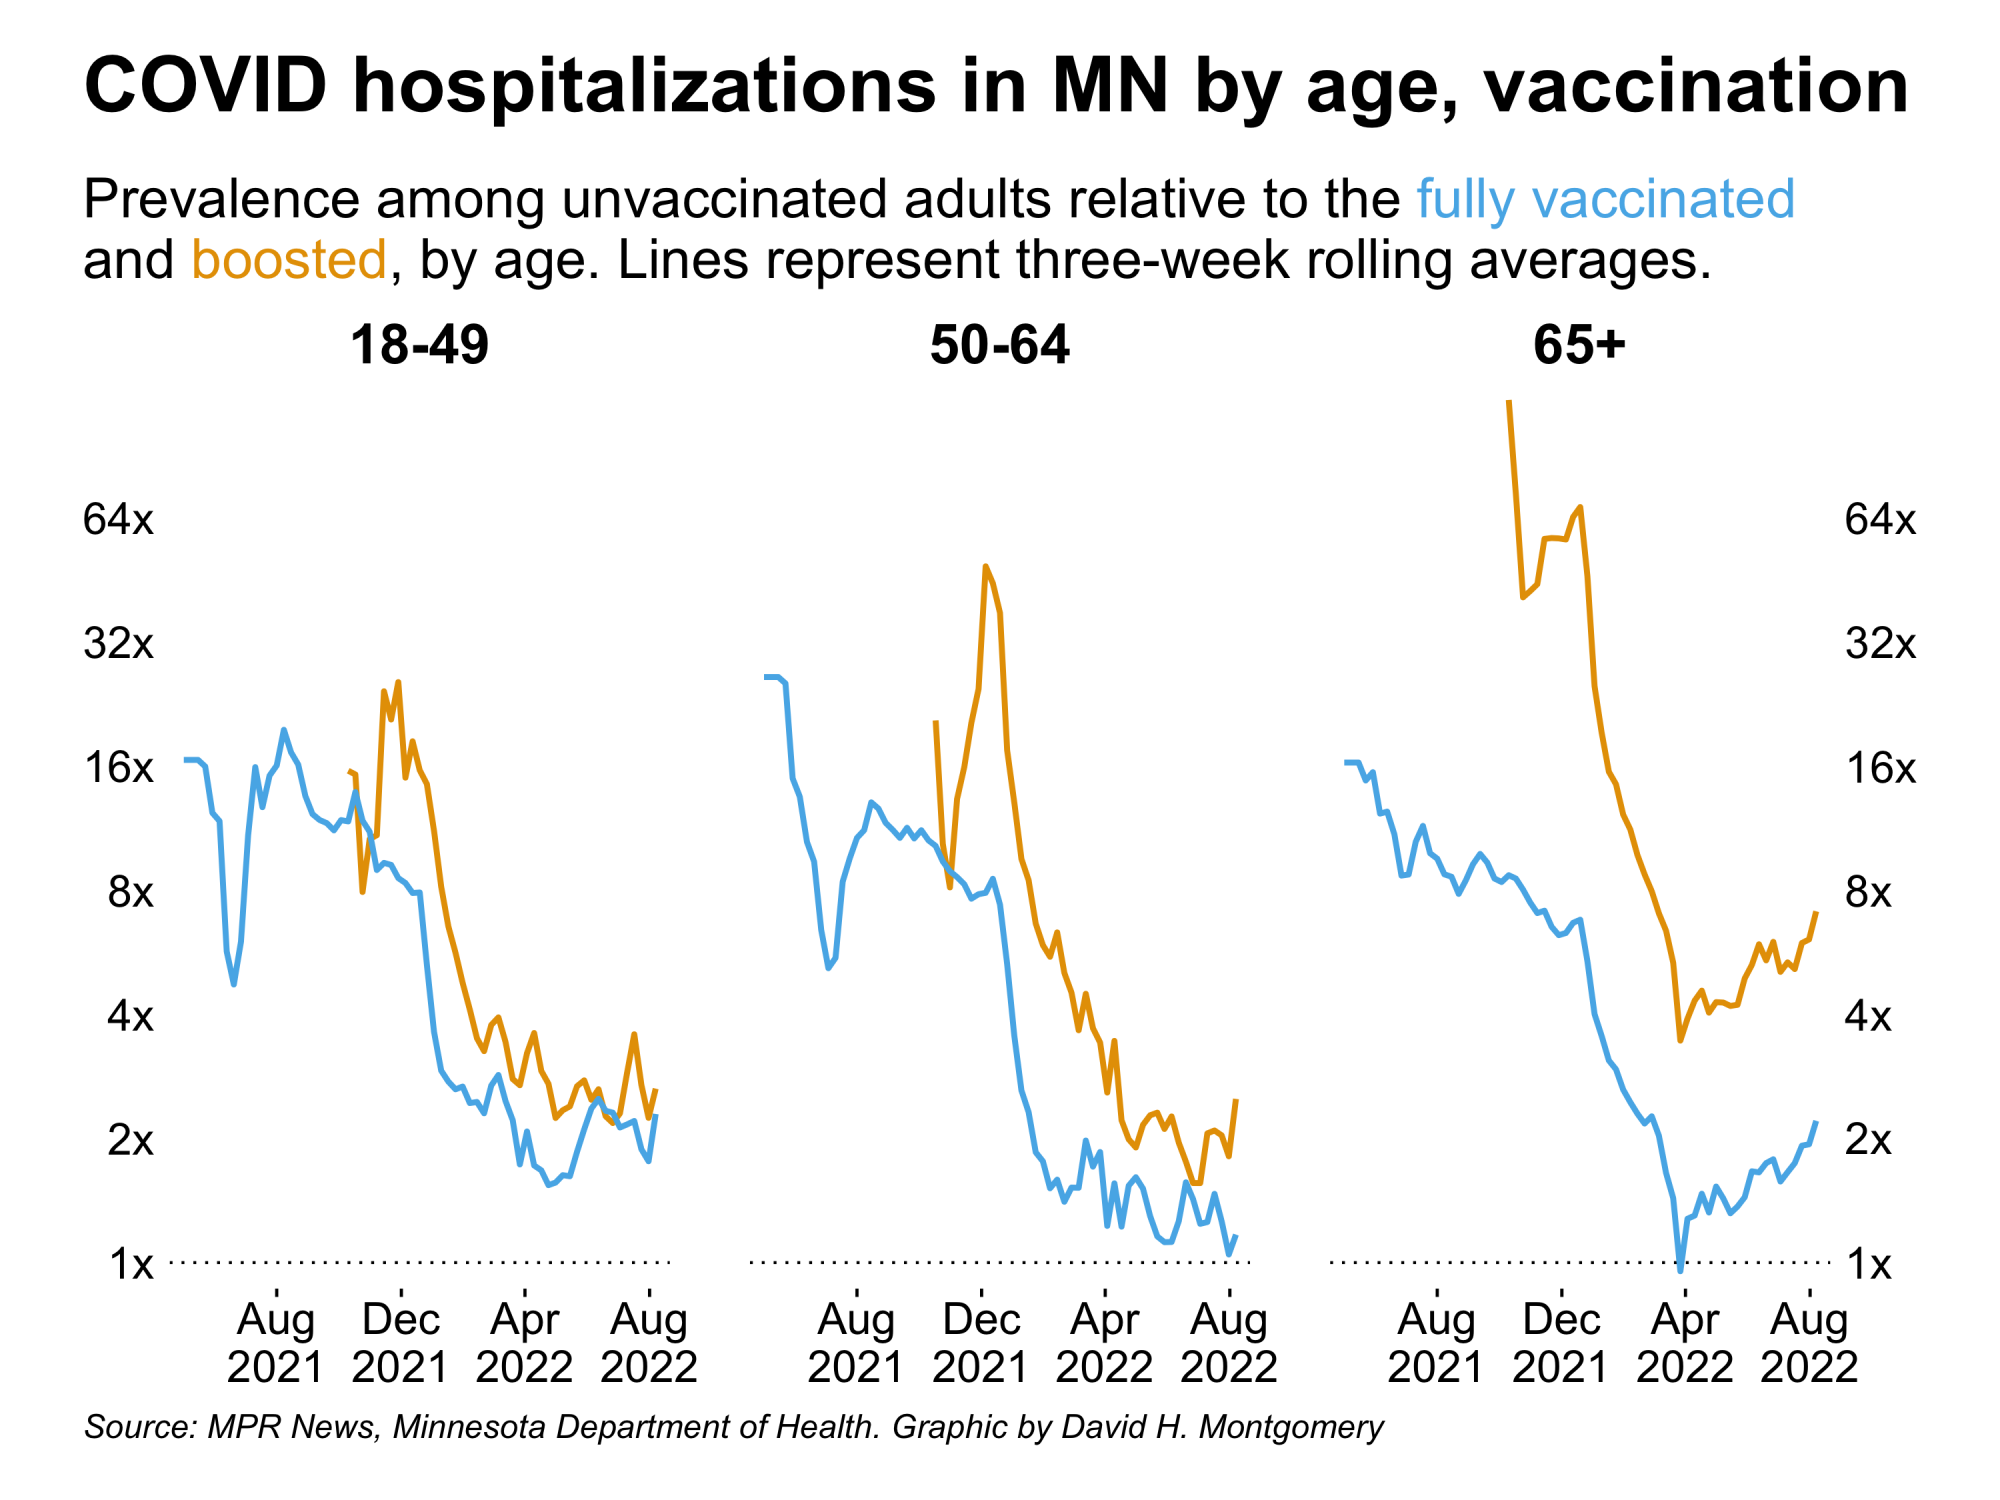 COVID hospitalizations in MN by age, vaccination
Prevalence among unvaccinated adults relative to the fully vaccinated
and boosted, by age. Lines represent three-week rolling averages.
18-49 50-64 65+
64x 64x
32x 32x
16x 16x
8x 8x
4x 4x
2x 2x
1x 1x
Aug Dec Apr Aug Aug Dec Apr Aug Aug Dec Apr Aug
2021 2021 2022 2022 2021 2021 2022 2022 2021 2021 2022 2022
Source: MPR News, Minnesota Department of Health. Graphic by David H. Montgomery